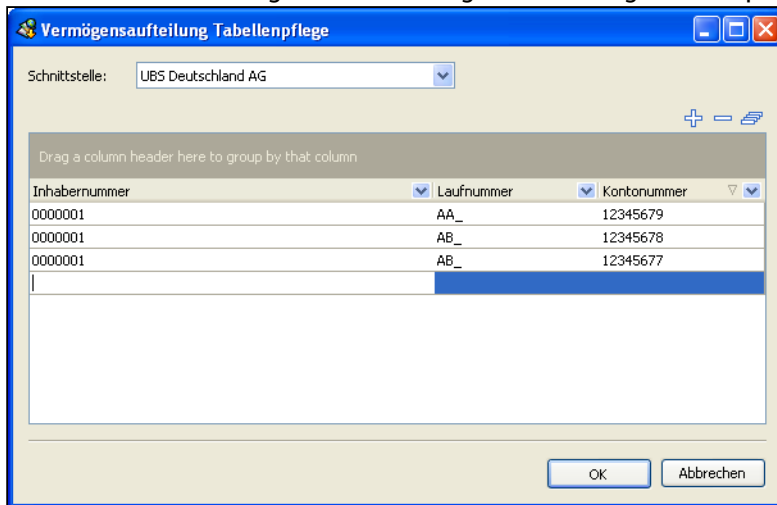 Vermögensaufteilung Tabellenpflege
Schnittstelle: UBS Deutschland AG
Drag a column header here to group by that column
Inhabernummer Laufnummer Kontonummer
0000001 AA_ 12345679
0000001 AB_ 12345678
0000001 AB_ 12345677
OK Abbrechen